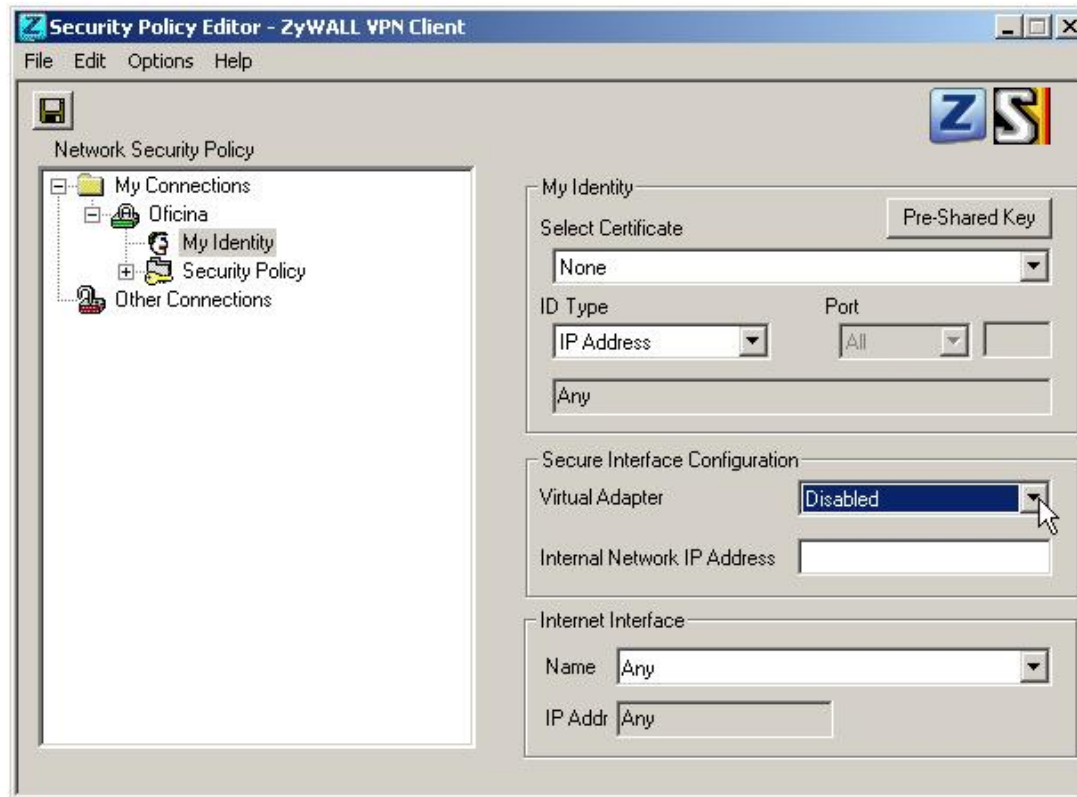 Security Policy Editor - ZyWALL VPN Client
File Edit Options Help
Network Security Policy
My Connections
Oficina
My Identity
Security Policy
Other Connections
Z S
My Identity
Select Certificate
Pre-Shared Key
None
ID Type
Port
IP Address
All
Any
Secure Interface Configuration
Virtual Adapter
Disabled
Internal Network IP Address
Internet Interface
Name
Any
IP Addr
Any